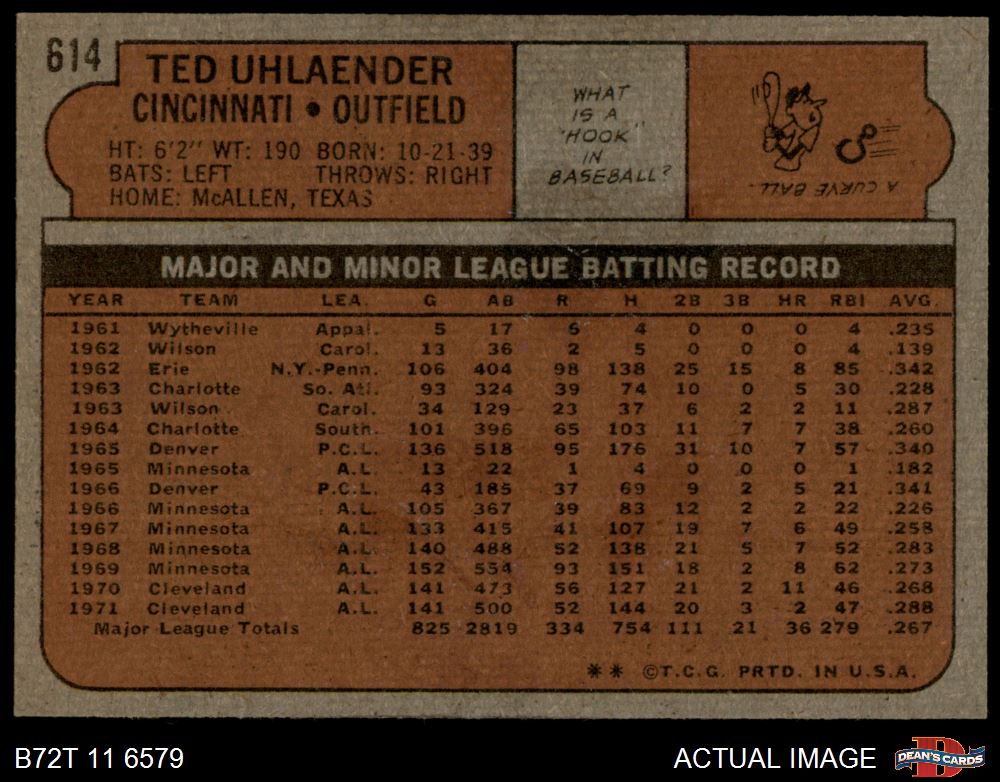 614
TED UHLAENDER
CINCINNATI • OUTFIELD
HT: 6'2" WT: 190 BORN: 10-21-39
BATS: LEFT THROWS: RIGHT
HOME: McALLEN, TEXAS
WHAT
IS A
"HOOK"
IN
BASEBALL?
A CURVE BALL.
MAJOR AND MINOR LEAGUE BATTING RECORD
YEAR TEAM LEA. G AB R H 2B 3B HR RBI AVG.
1961 Wytheville Appal. 5 17 6 4 0 0 0 4 .235
1962 Wilson Carol. 13 36 2 5 0 0 0 4 .139
1962 Erie N.Y.-Penn. 106 404 98 138 25 15 8 85 .342
1963 Charlotte So. Atl. 93 324 39 74 10 0 5 30 .228
1963 Wilson Carol. 34 129 23 37 6 2 2 11 .287
1964 Charlotte South. 101 396 65 103 11 7 7 38 .260
1965 Denver P.C.L. 136 518 95 176 31 10 7 57 .340
1965 Minnesota A.L. 13 22 1 4 0 0 0 1 .182
1966 Denver P.C.L. 43 185 37 69 9 2 5 21 .341
1966 Minnesota A.L. 105 367 39 83 12 2 2 22 .226
1967 Minnesota A.L. 133 415 41 107 19 7 6 49 .258
1968 Minnesota A.L. 140 488 52 138 21 5 7 52 .283
1969 Minnesota A.L. 152 554 93 151 18 2 8 62 .273
1970 Cleveland A.L. 141 473 56 127 21 2 11 46 .268
1971 Cleveland A.L. 141 500 52 144 20 3 2 47 .288
Major League Totals 825 2819 334 754 111 21 36 279 .267
** ©T.C.G. PRTD. IN U.S.A.
B72T 11 6579
ACTUAL IMAGE
D
DEAN'S CARDS